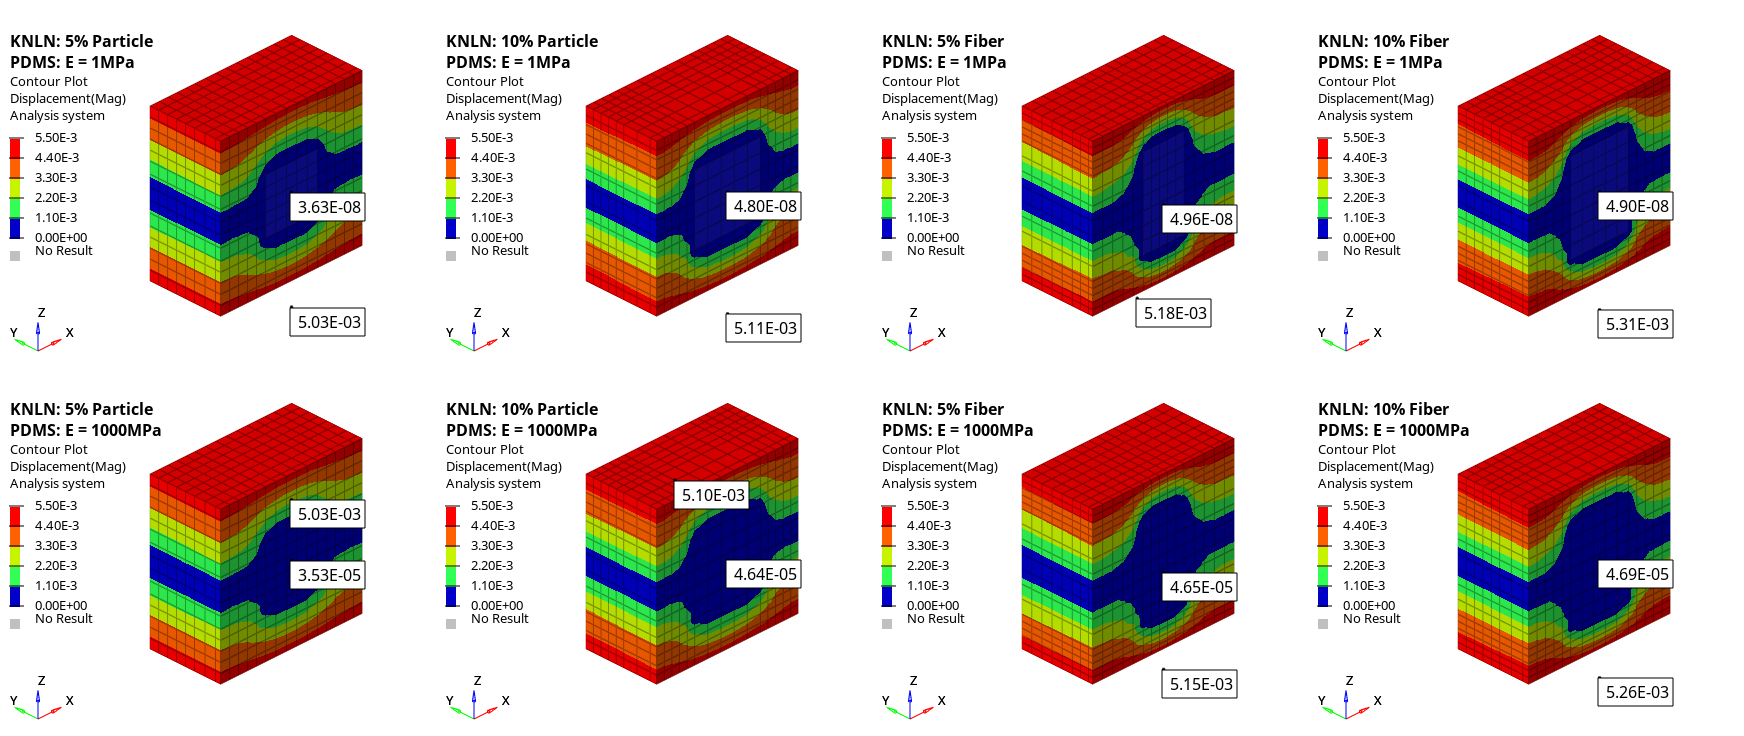 KNLN: 5% Particle
PDMS: E = 1MPa
Contour Plot
Displacement(Mag)
Analysis system
5.50E-3
4.40E-3
3.30E-3
2.20E-3
1.10E-3
0.00E+00
No Result
3.63E-08
5.03E-03
Z
Y
X
KNLN: 10% Particle
PDMS: E = 1MPa
Contour Plot
Displacement(Mag)
Analysis system
5.50E-3
4.40E-3
3.30E-3
2.20E-3
1.10E-3
0.00E+00
No Result
4.80E-08
5.11E-03
Z
Y
X
KNLN: 5% Fiber
PDMS: E = 1MPa
Contour Plot
Displacement(Mag)
Analysis system
5.50E-3
4.40E-3
3.30E-3
2.20E-3
1.10E-3
0.00E+00
No Result
4.96E-08
5.18E-03
Z
Y
X
KNLN: 10% Fiber
PDMS: E = 1MPa
Contour Plot
Displacement(Mag)
Analysis system
5.50E-3
4.40E-3
3.30E-3
2.20E-3
1.10E-3
0.00E+00
No Result
4.90E-08
5.31E-03
Z
Y
X
KNLN: 5% Particle
PDMS: E = 1000MPa
Contour Plot
Displacement(Mag)
Analysis system
5.50E-3
4.40E-3
3.30E-3
2.20E-3
1.10E-3
0.00E+00
No Result
5.03E-03
3.53E-05
Z
Y
X
KNLN: 10% Particle
PDMS: E = 1000MPa
Contour Plot
Displacement(Mag)
Analysis system
5.50E-3
4.40E-3
3.30E-3
2.20E-3
1.10E-3
0.00E+00
No Result
5.10E-03
4.64E-05
Z
Y
X
KNLN: 5% Fiber
PDMS: E = 1000MPa
Contour Plot
Displacement(Mag)
Analysis system
5.50E-3
4.40E-3
3.30E-3
2.20E-3
1.10E-3
0.00E+00
No Result
4.65E-05
5.15E-03
Z
Y
X
KNLN: 10% Fiber
PDMS: E = 1000MPa
Contour Plot
Displacement(Mag)
Analysis system
5.50E-3
4.40E-3
3.30E-3
2.20E-3
1.10E-3
0.00E+00
No Result
4.69E-05
5.26E-03
Z
Y
X